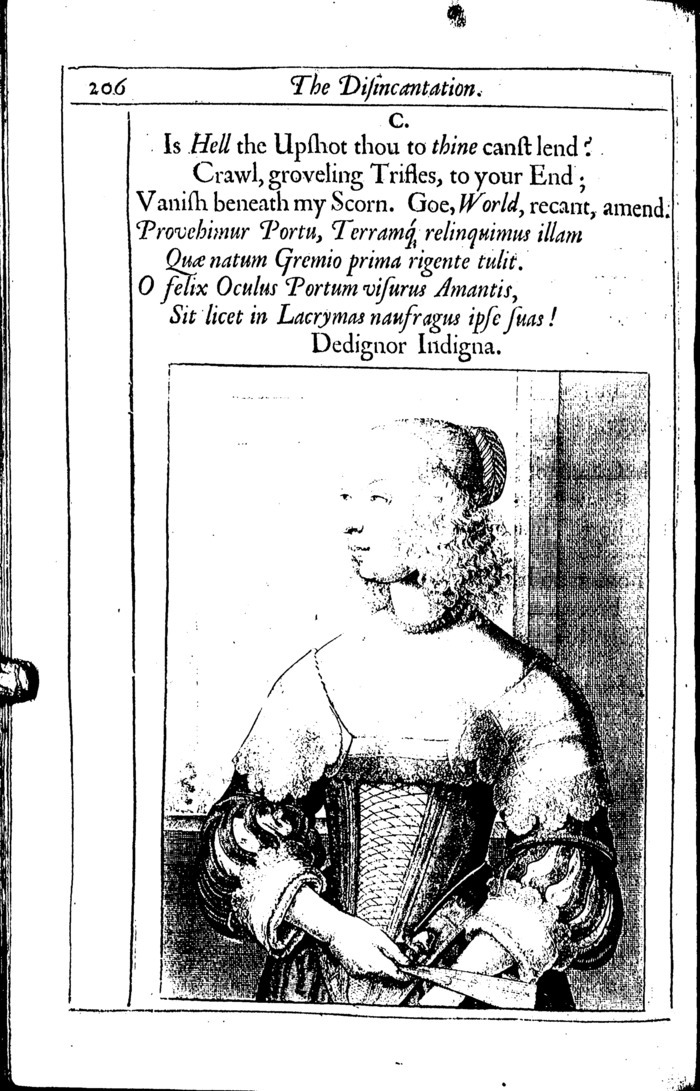 206 The Disincantation.
C.
Is Hell the Upſhot thou to thine canſt lend?
Crawl, groveling Trifles, to your End;
Vaniſh beneath my Scorn. Goe, World, recant, amend.
Provehimur Portu, Terramq́; relinquimus illam
Quæ natum Gremio prima rigente tulit.
O felix Oculus Portum viſurus Amantis,
Sit licet in Lacrymas naufragus ipſe ſuas!
Dedignor Indigna.